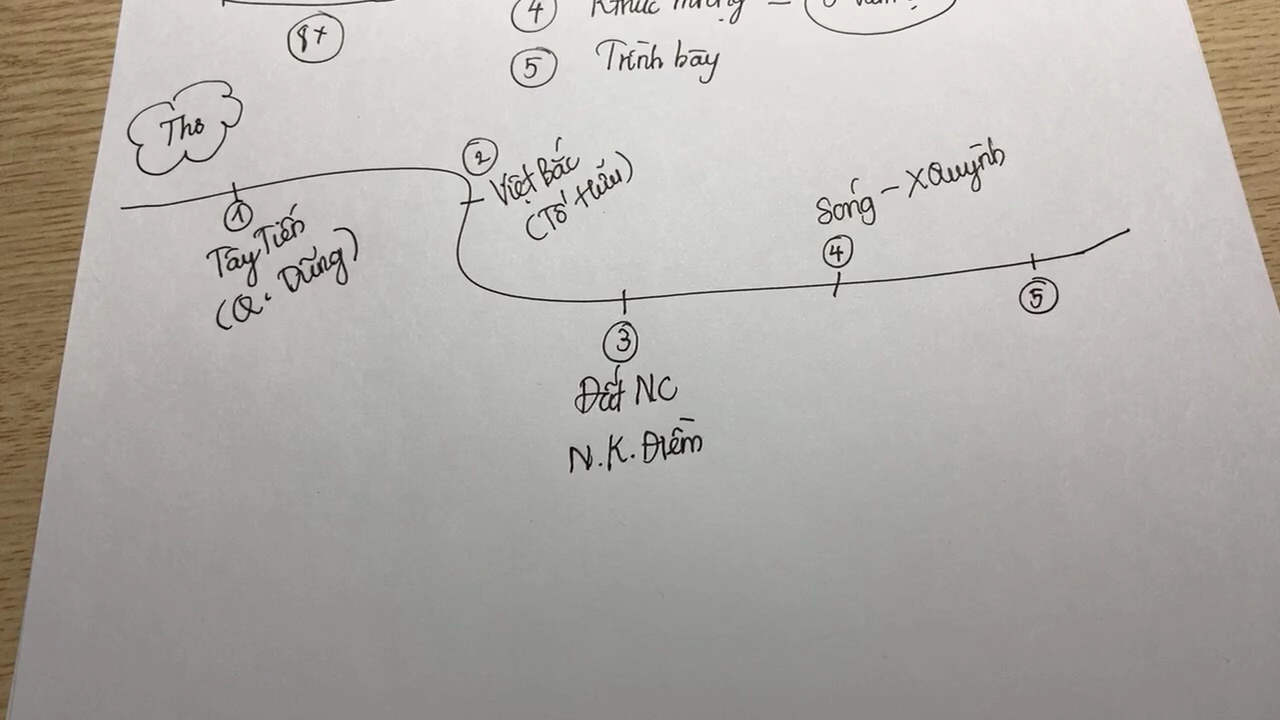 8+
4
5 Trình bày
Thơ
1
Tây Tiến
(Q. Dũng)
2
Việt Bắc
(Tố Hữu)
3
Đất NC
N.K.Điềm
4
Sóng - XQuỳnh
5